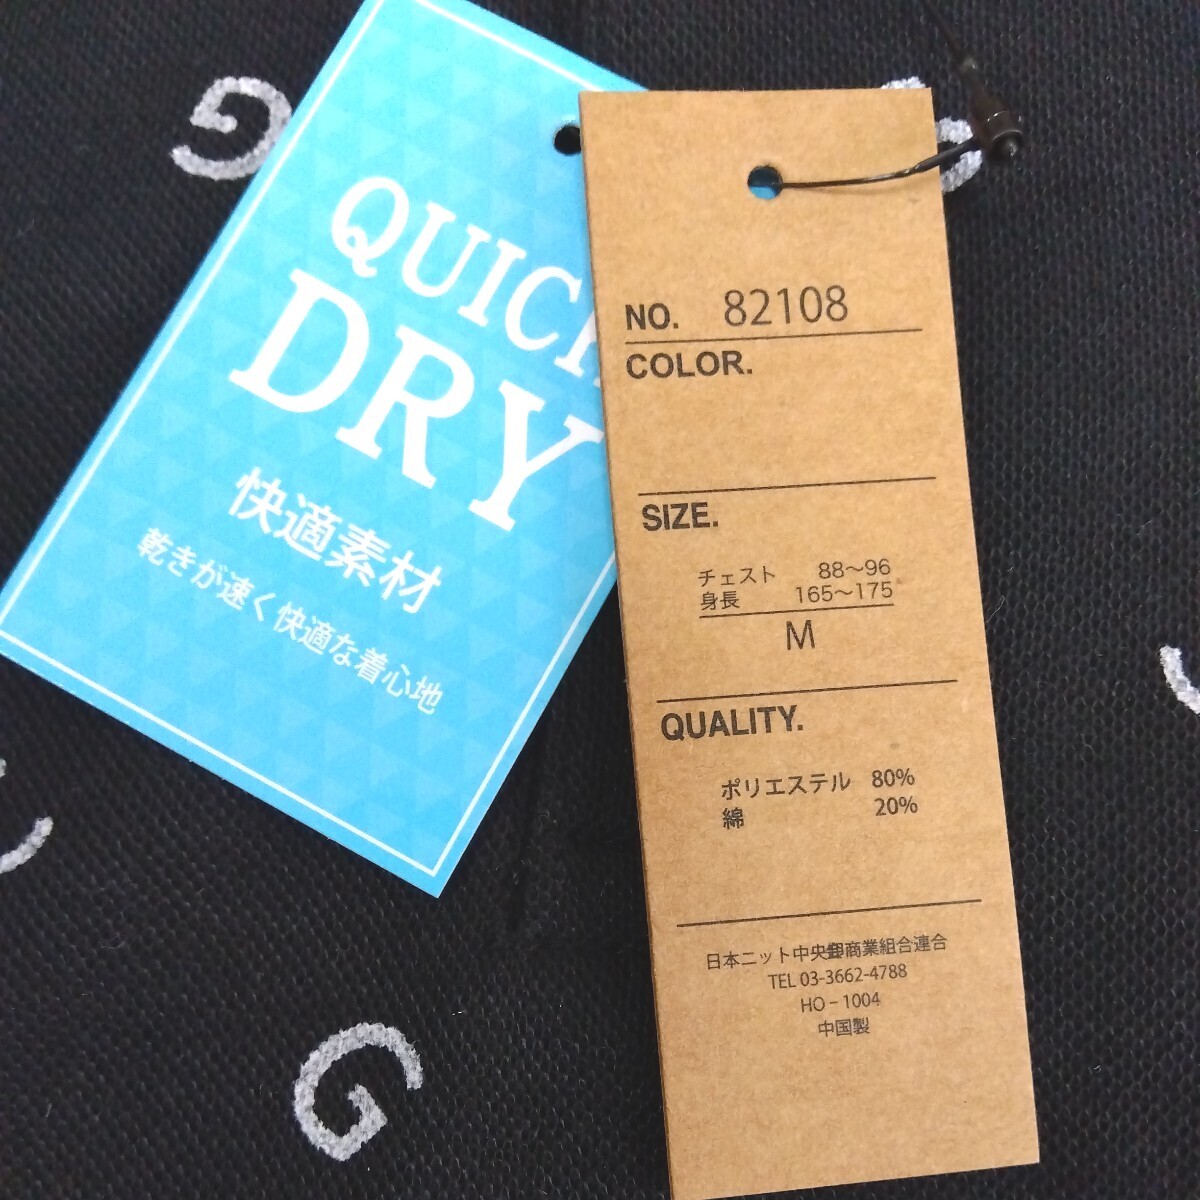 QUICK
DRY
快適素材
乾きが速く快適な着心地
NO. 82108
COLOR.
SIZE.
チェスト 88～96
身長 165～175
M
QUALITY.
ポリエステル 80%
綿 20%
日本ニット中央卸商業組合連合
TEL 03-3662-4788
HO－1004
中国製
G
G